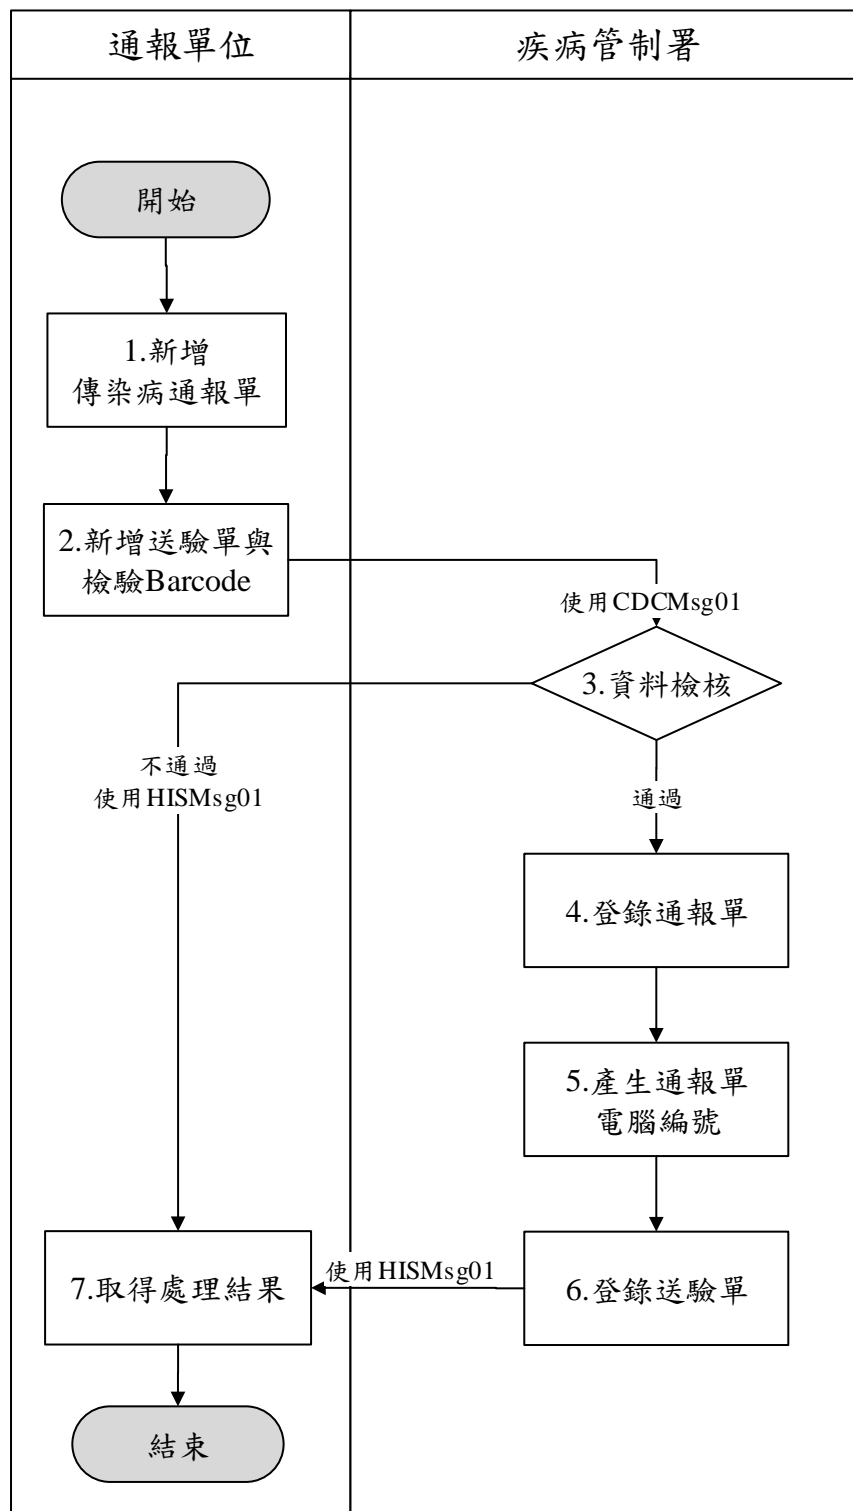 通報單位
疾病管制署
開始
1.新增
傳染病通報單
2.新增送驗單與
檢驗Barcode
使用CDCMsg01
3.資料檢核
不通過
使用HISMsg01
通過
4.登錄通報單
5.產生通報單
電腦編號
使用HISMsg01
6.登錄送驗單
7.取得處理結果
結束